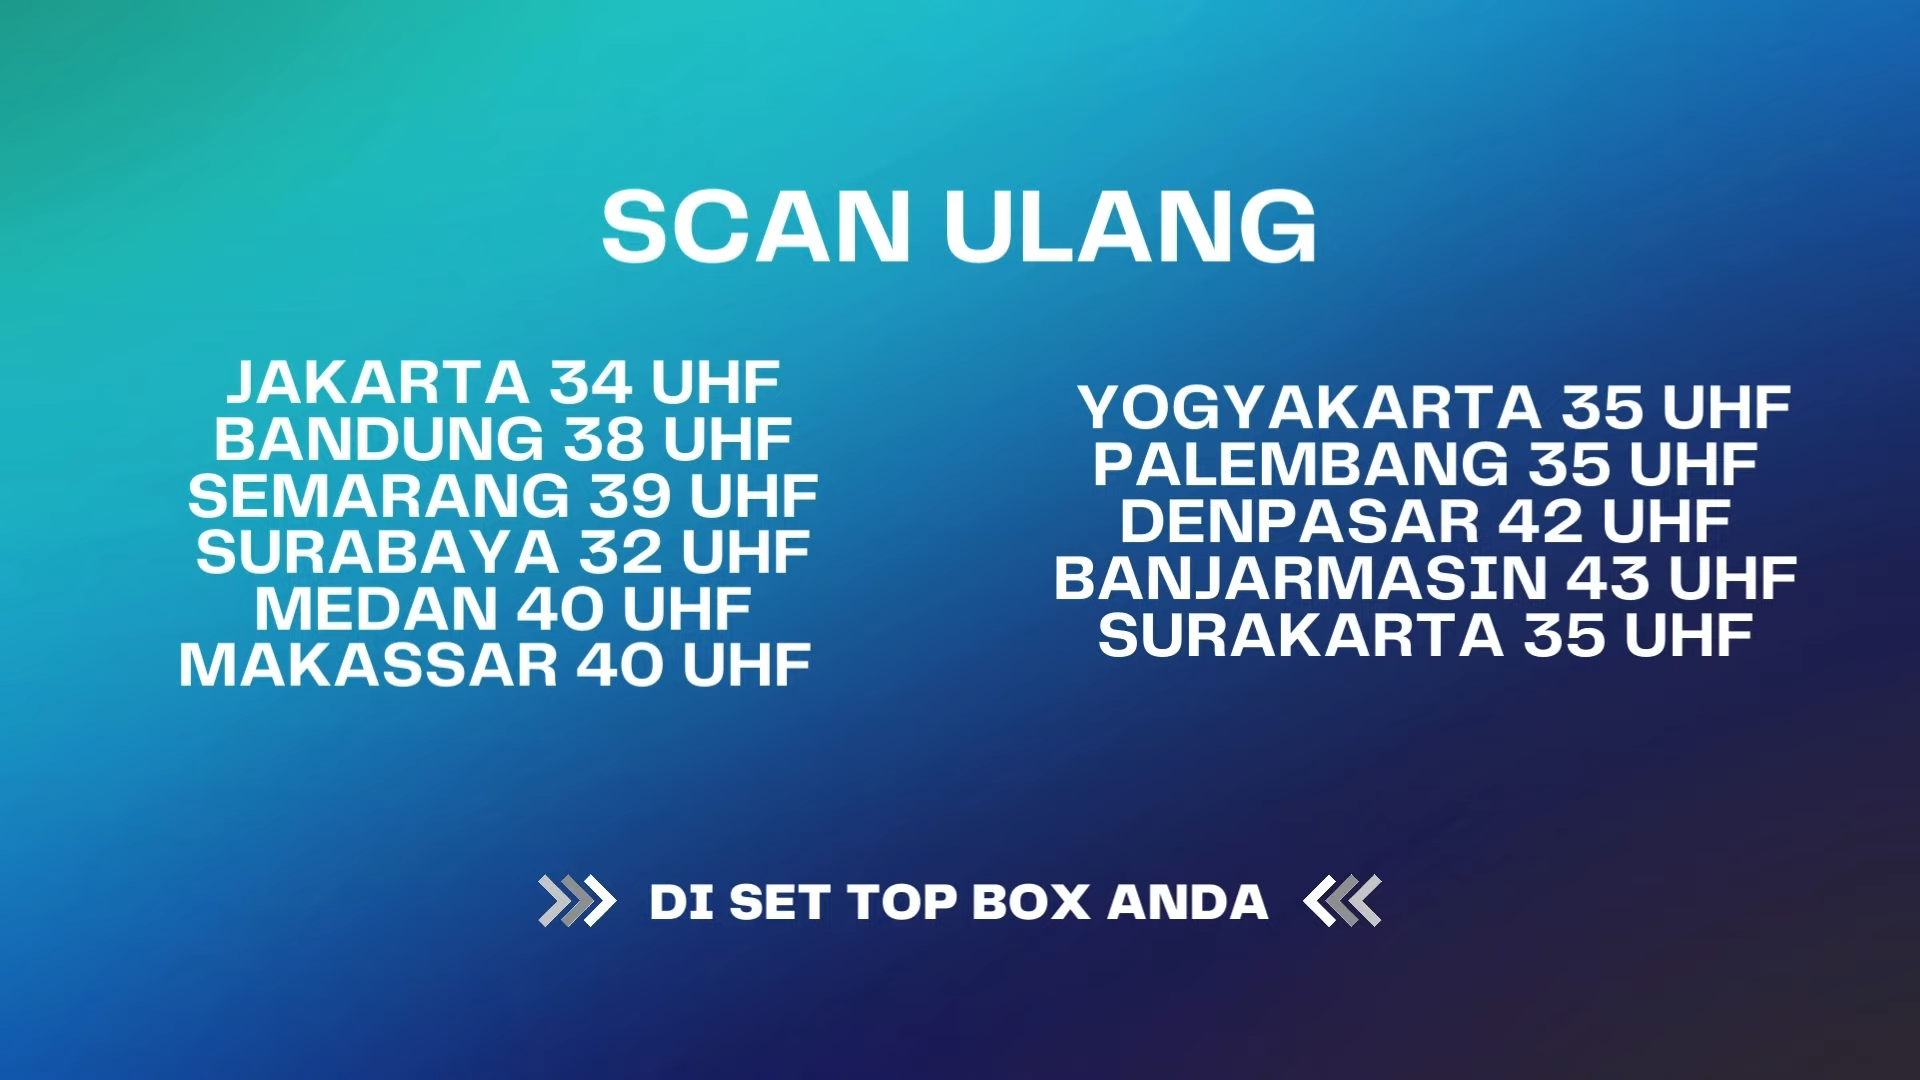 SCAN ULANG
JAKARTA 34 UHF
BANDUNG 38 UHF
SEMARANG 39 UHF
SURABAYA 32 UHF
MEDAN 40 UHF
MAKASSAR 40 UHF
YOGYAKARTA 35 UHF
PALEMBANG 35 UHF
DENPASAR 42 UHF
BANJARMASIN 43 UHF
SURAKARTA 35 UHF
DI SET TOP BOX ANDA